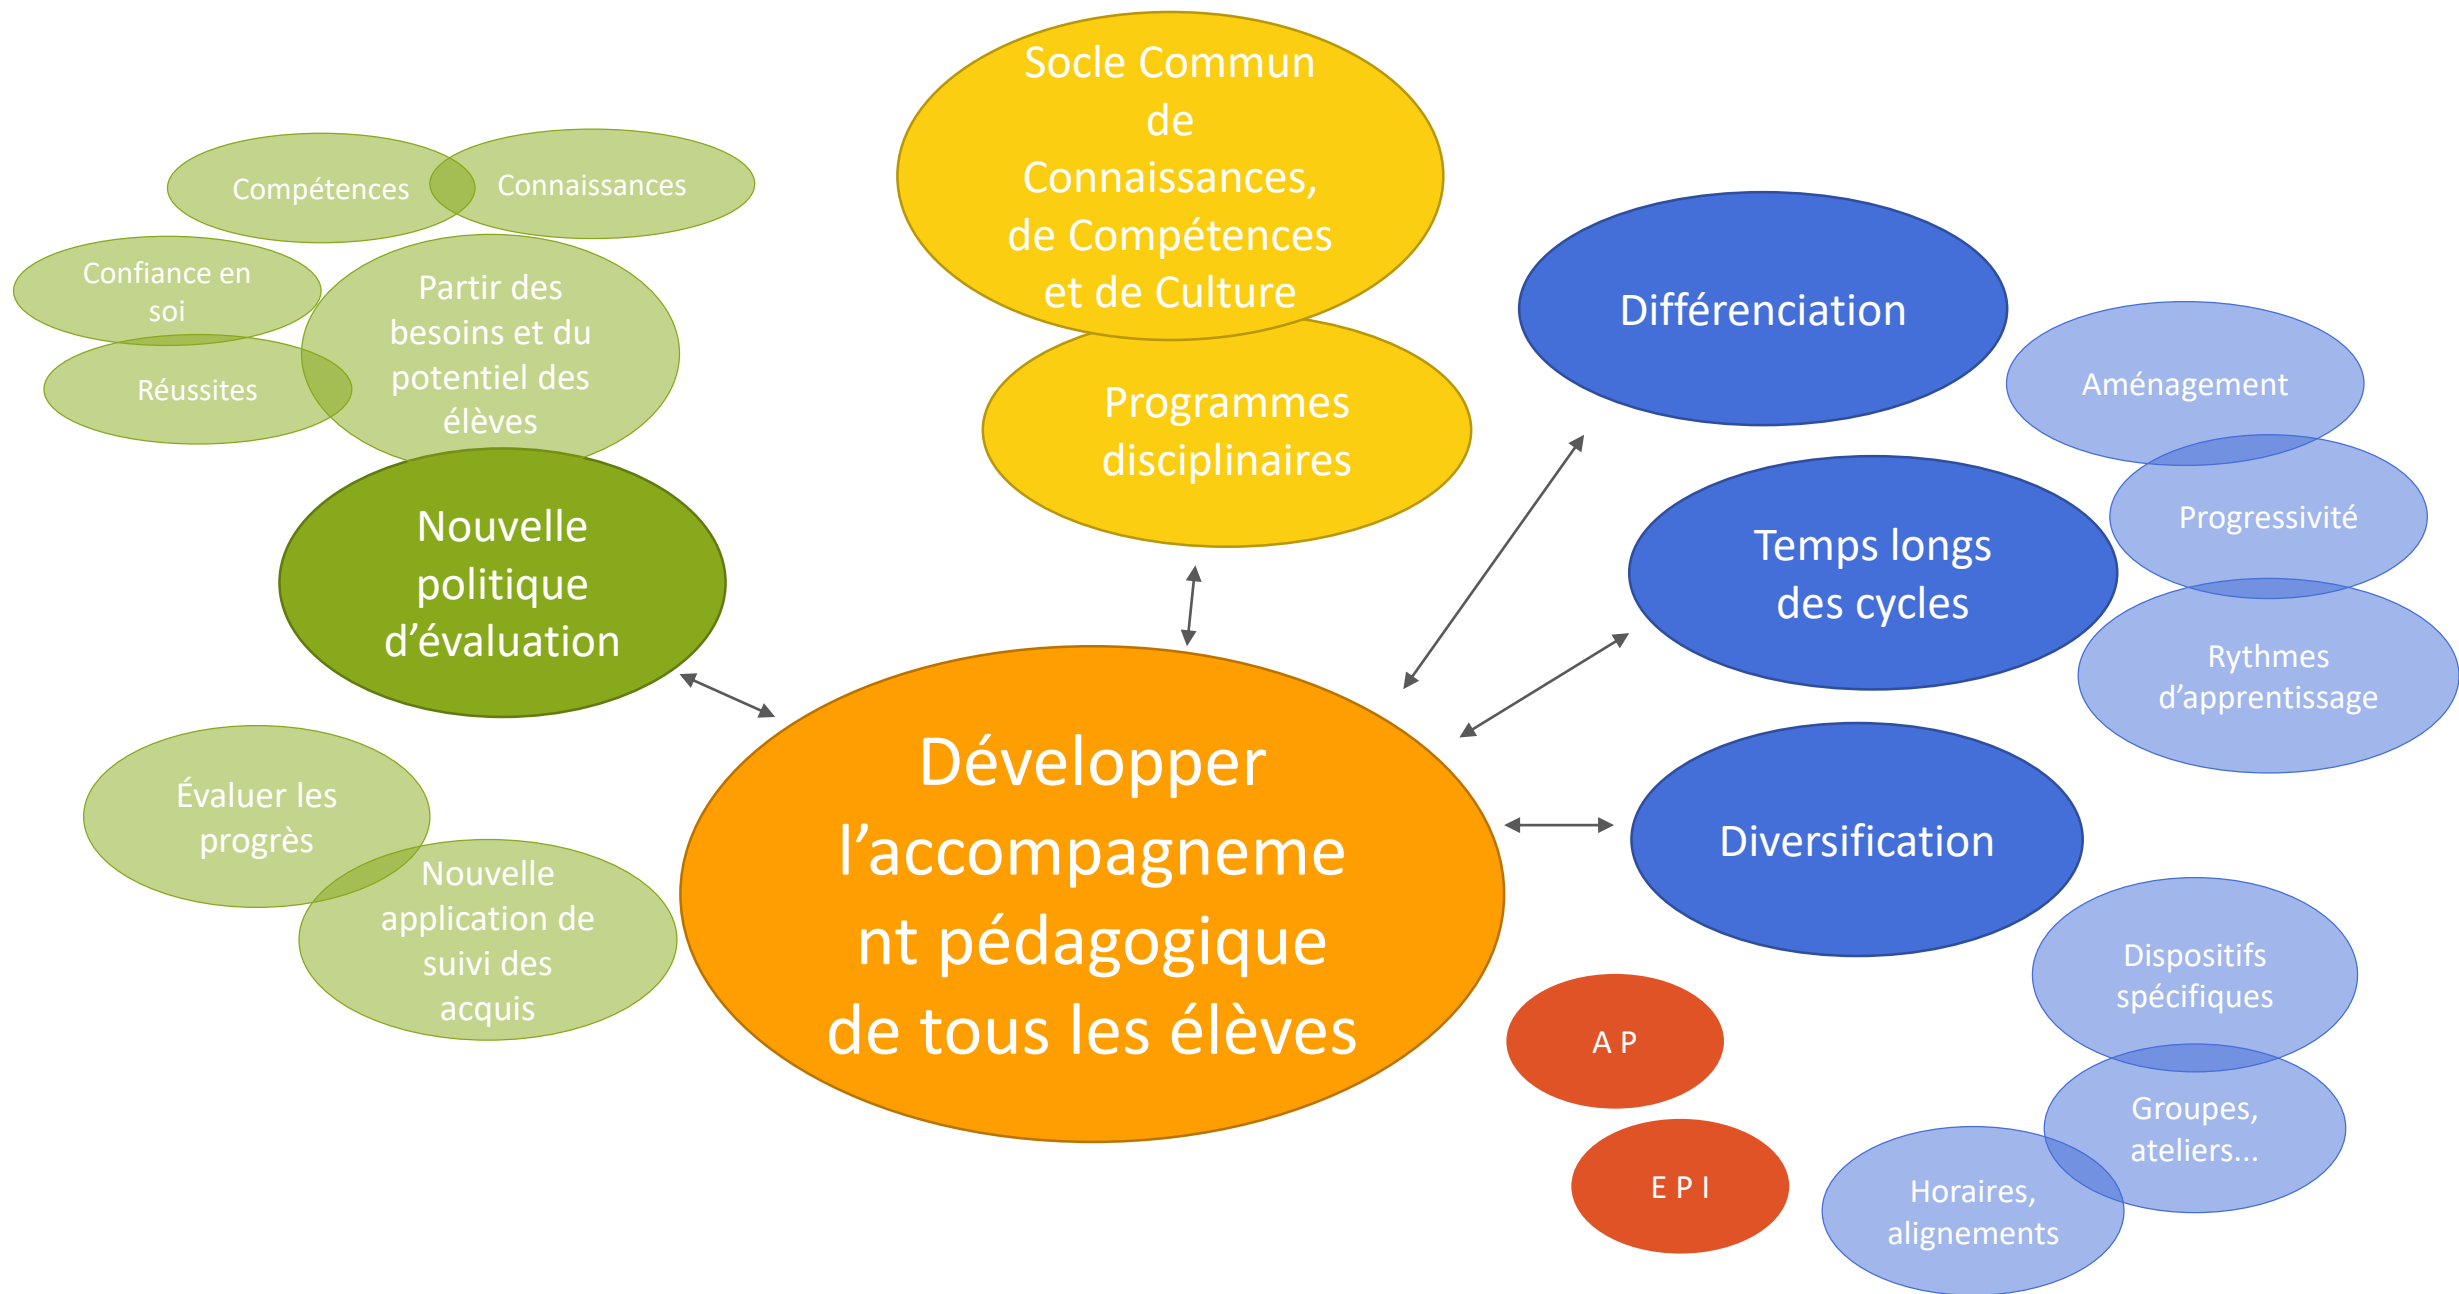 Socle Commun
de
Connaissances,
de Compétences
et de Culture
Programmes
disciplinaires
Compétences
Connaissances
Confiance en
soi
Réussites
Partir des
besoins et du
potentiel des
élèves
Nouvelle
politique
d’évaluation
Évaluer les
progrès
Nouvelle
application de
suivi des
acquis
Développer
l’accompagneme
nt pédagogique
de tous les élèves
Différenciation
Temps longs
des cycles
Diversification
Aménagement
Progressivité
Rythmes
d’apprentissage
Dispositifs
spécifiques
Groupes,
ateliers...
Horaires,
alignements
A P
E P I